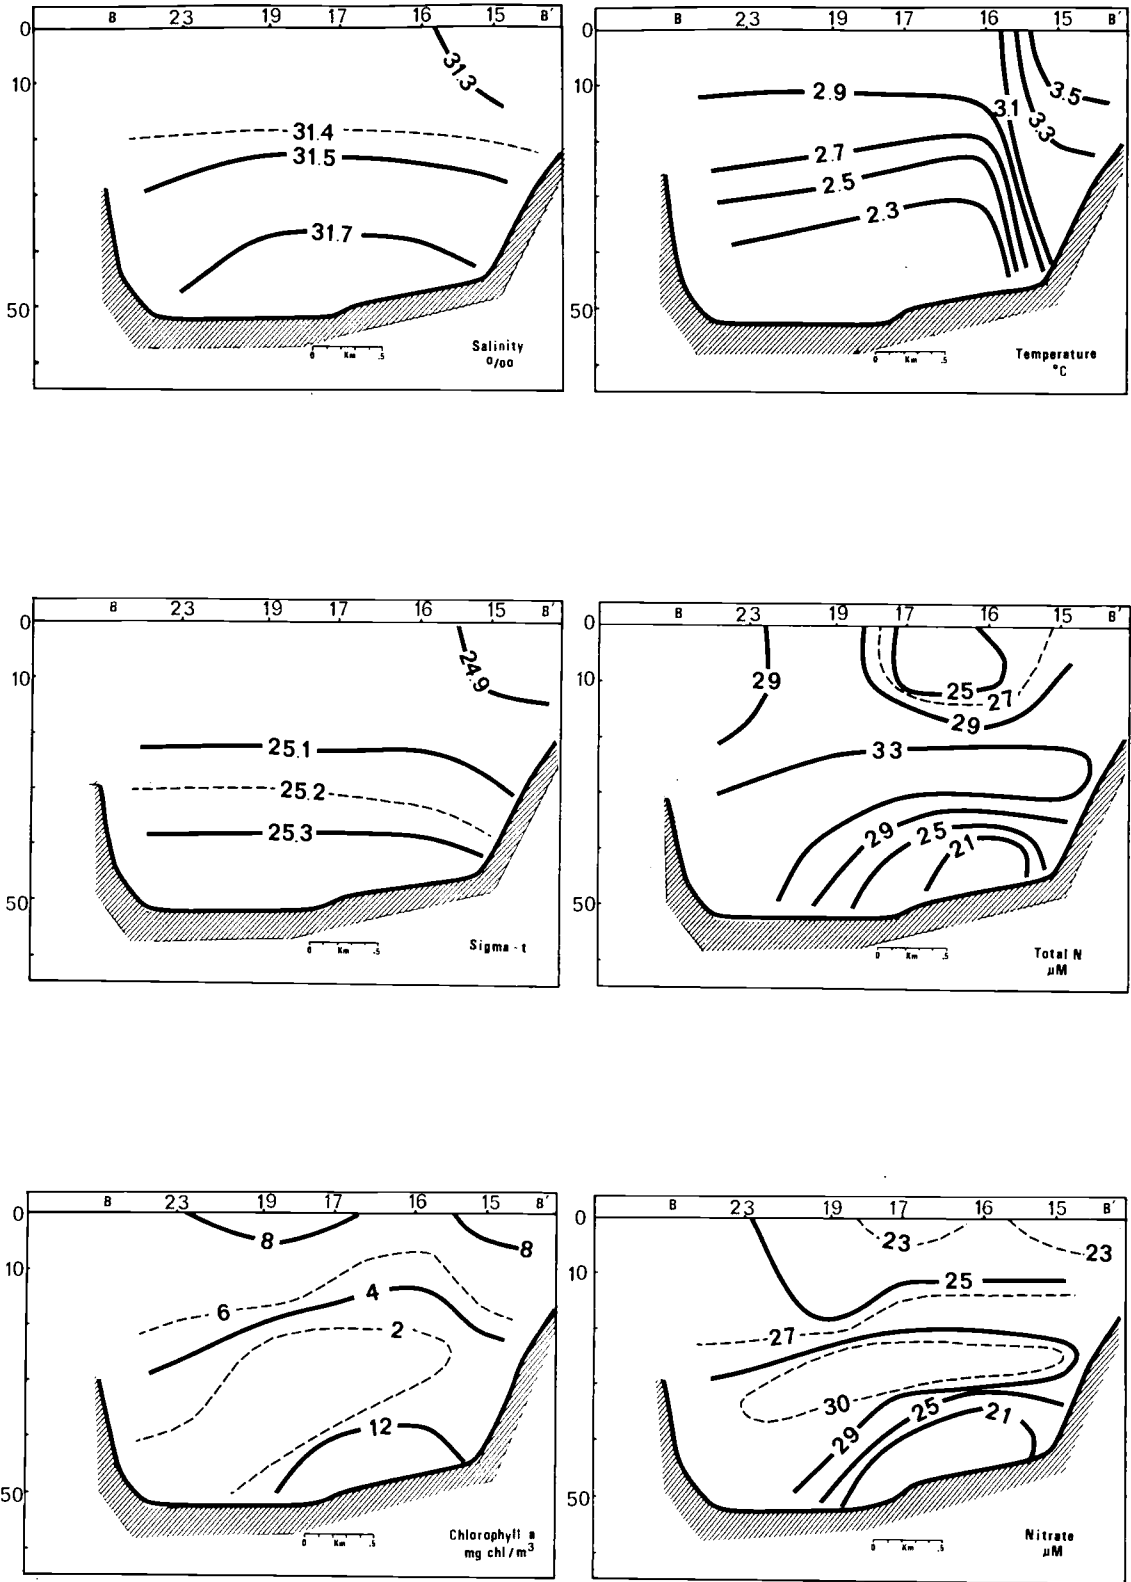 B 23 19 17 16 15 B′
0
10
50
31.3
31.4
31.5
31.7
0 Km .5
Salinity
o/oo
B 23 19 17 16 15 B′
0
10
50
2.9
3.1
3.3
3.5
2.7
2.5
2.3
0 Km .5
Temperature
°C
B 23 19 17 16 15 B′
0
10
50
24.9
25.1
25.2
25.3
0 Km .5
Sigma-t
B 23 19 17 16 15 B′
0
10
50
29
25
27
29
33
29
25
21
0 Km .5
Total N
µM
B 23 19 17 16 15 B′
0
10
50
8
8
6
4
2
12
0 Km .5
Chlorophyll a
mg chl/m³
B 23 19 17 16 15 B′
0
10
50
23
23
25
27
30
29
25
21
0 Km .5
Nitrate
µM